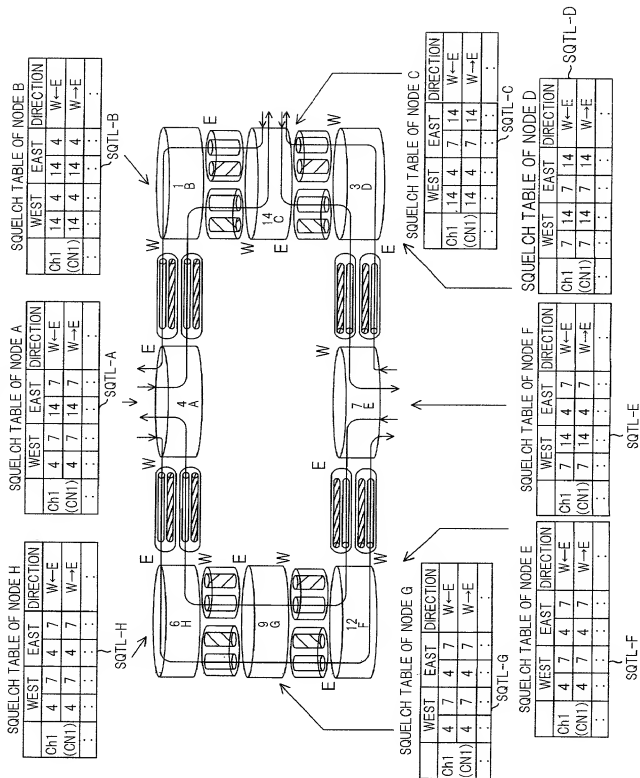 SQUELCH TABLE OF NODE H
WEST EAST DIRECTION
Ch1 4 7 4 7 W←E
(CN1) 4 7 4 7 W→E
: : : : : :
SQTL-H
SQUELCH TABLE OF NODE A
WEST EAST DIRECTION
Ch1 4 7 14 7 W←E
(CN1) 4 7 14 7 W→E
: : : : : :
SQTL-A
SQUELCH TABLE OF NODE B
WEST EAST DIRECTION
Ch1 14 4 14 4 W←E
(CN1) 14 4 14 4 W→E
: : : : : :
SQTL-B
E
6
H
W
W
4
A
E
W
1
B
E
E
9
G
W
W
14
C
E
E
12
F
W
E
7
E
W
E
3
D
W
SQUELCH TABLE OF NODE G
WEST EAST DIRECTION
Ch1 4 7 4 7 W←E
(CN1) 4 7 4 7 W→E
: : : : : :
SQTL-G
SQUELCH TABLE OF NODE C
WEST EAST DIRECTION
Ch1 14 4 7 14 W←E
(CN1) 14 4 7 14 W→E
: : : : : :
SQTL-C
SQUELCH TABLE OF NODE E
WEST EAST DIRECTION
Ch1 4 7 4 7 W←E
(CN1) 4 7 4 7 W→E
: : : : : :
SQTL-F
SQUELCH TABLE OF NODE F
WEST EAST DIRECTION
Ch1 7 14 4 7 W←E
(CN1) 7 14 4 7 W→E
: : : : : :
SQTL-E
SQUELCH TABLE OF NODE D
WEST EAST DIRECTION
Ch1 7 14 7 14 W←E
(CN1) 7 14 7 14 W→E
: : : : : :
SQTL-D